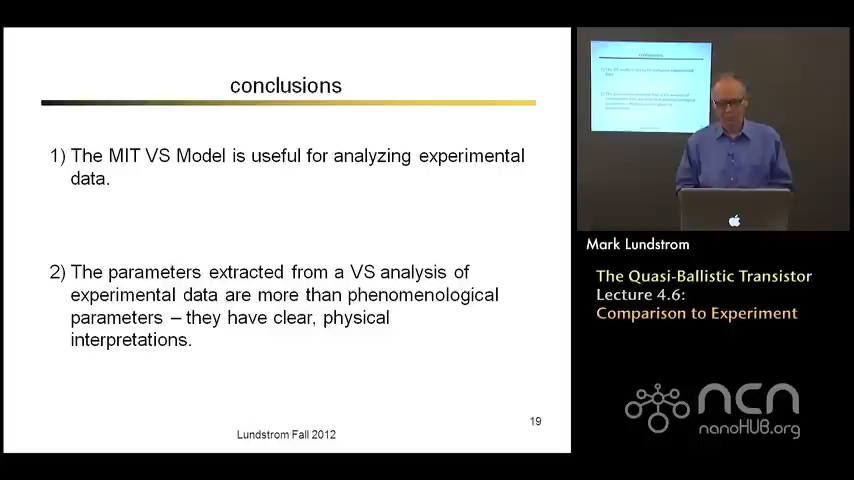 conclusions
1) The MIT VS Model is useful for analyzing experimental
data.
2) The parameters extracted from a VS analysis of
experimental data are more than phenomenological
parameters – they have clear, physical
interpretations.
19
Lundstrom Fall 2012
conclusions
Mark Lundstrom
The Quasi-Ballistic Transistor
Lecture 4.6:
Comparison to Experiment
ncn
nanoHUB.org